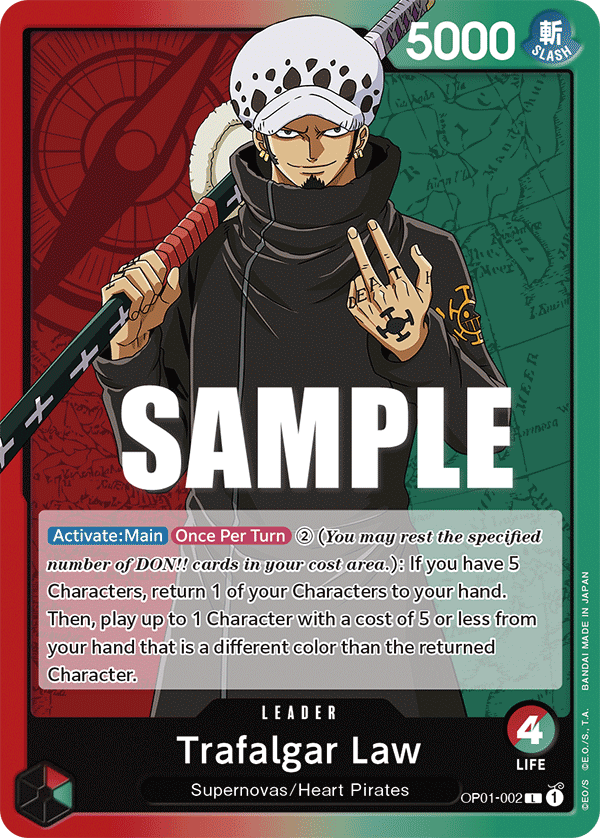 5000
斬
SLASH
DEATH
SAMPLE
Activate:Main Once Per Turn ② (You may rest the specified
number of DON!! cards in your cost area.): If you have 5
Characters, return 1 of your Characters to your hand.
Then, play up to 1 Character with a cost of 5 or less from
your hand that is a different color than the returned
Character.
LEADER
Trafalgar Law
Supernovas/Heart Pirates
4
LIFE
OP01-002 L 1
©EO/S ©E.O./S., T.A. BANDAI MADE IN JAPAN